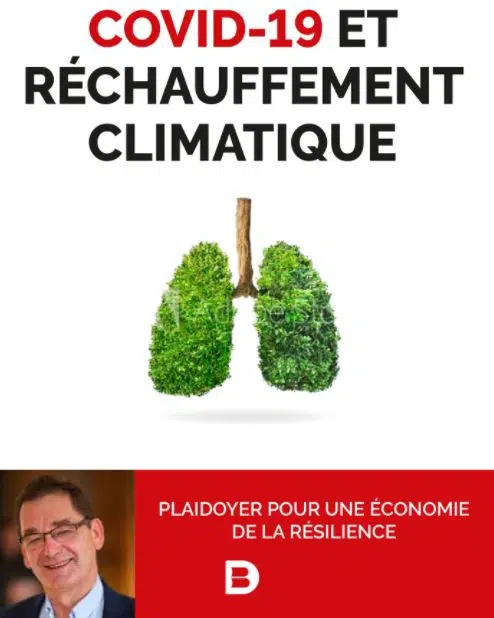 COVID-19 ET
RÉCHAUFFEMENT
CLIMATIQUE
PLAIDOYER POUR UNE ÉCONOMIE
DE LA RÉSILIENCE